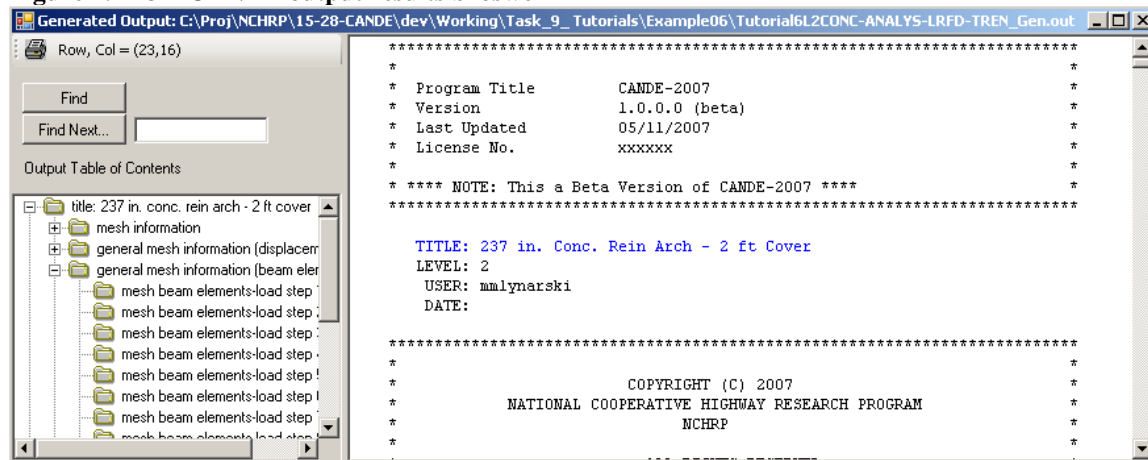 Generated Output: C:\Proj\NCHRP\15-28-CANDE\dev\Working\Task_9_Tutorials\Example06\Tutorial6L2CONC-ANALYS-LRFD-TREN_Gen.out
Row, Col = (23,16)
Find
Find Next...
Output Table of Contents
title: 237 in. conc. rein arch - 2 ft cover
mesh information
general mesh information (displacem
general mesh information (beam eler
mesh beam elements-load step
mesh beam elements-load step
mesh beam elements-load step
mesh beam elements-load step
mesh beam elements-load step
mesh beam elements-load step
mesh beam elements-load step
***************************************************************************
* *
* Program Title CANDE-2007 *
* Version 1.0.0.0 (beta) *
* Last Updated 05/11/2007 *
* License No. xxxxxx *
* *
* **** NOTE: This a Beta Version of CANDE-2007 **** *
***************************************************************************
TITLE: 237 in. Conc. Rein Arch - 2 ft Cover
LEVEL: 2
USER: mmlynarski
DATE:
***************************************************************************
* *
* COPYRIGHT (C) 2007 *
* NATIONAL COOPERATIVE HIGHWAY RESEARCH PROGRAM *
* NCHRP *
* *